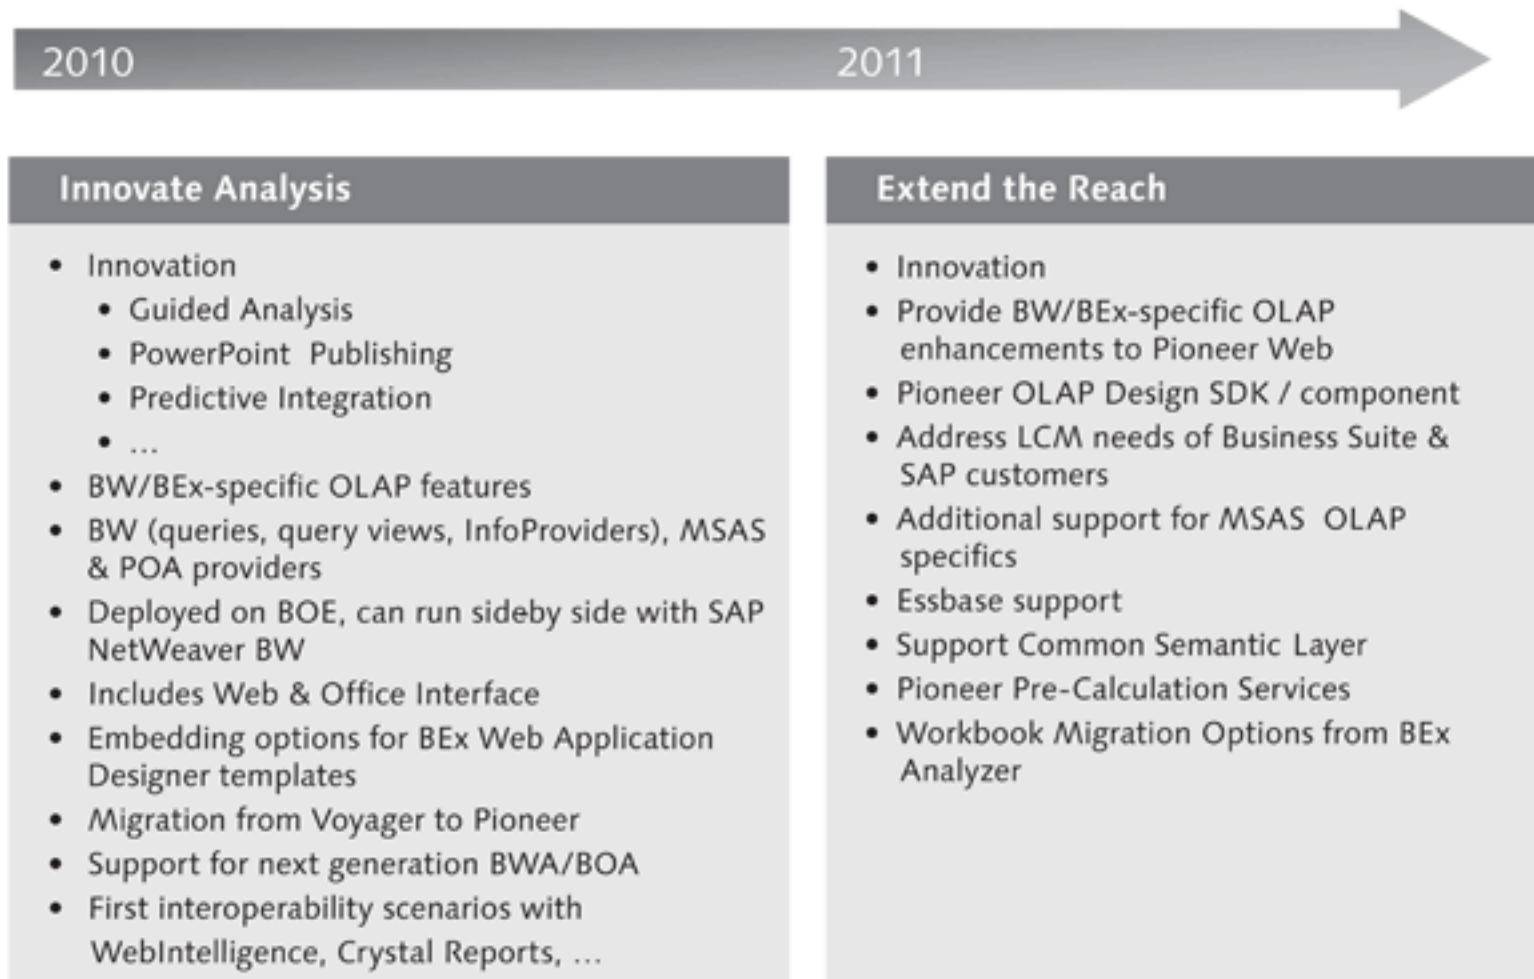 2010
2011
Innovate Analysis
• Innovation
• Guided Analysis
• PowerPoint Publishing
• Predictive Integration
• ...
• BW/BEx-specific OLAP features
• BW (queries, query views, InfoProviders), MSAS
& POA providers
• Deployed on BOE, can run sideby side with SAP
NetWeaver BW
• Includes Web & Office Interface
• Embedding options for BEx Web Application
Designer templates
• Migration from Voyager to Pioneer
• Support for next generation BWA/BOA
• First interoperability scenarios with
WebIntelligence, Crystal Reports, ...
Extend the Reach
• Innovation
• Provide BW/BEx-specific OLAP
enhancements to Pioneer Web
• Pioneer OLAP Design SDK / component
• Address LCM needs of Business Suite &
SAP customers
• Additional support for MSAS OLAP
specifics
• Essbase support
• Support Common Semantic Layer
• Pioneer Pre-Calculation Services
• Workbook Migration Options from BEx
Analyzer